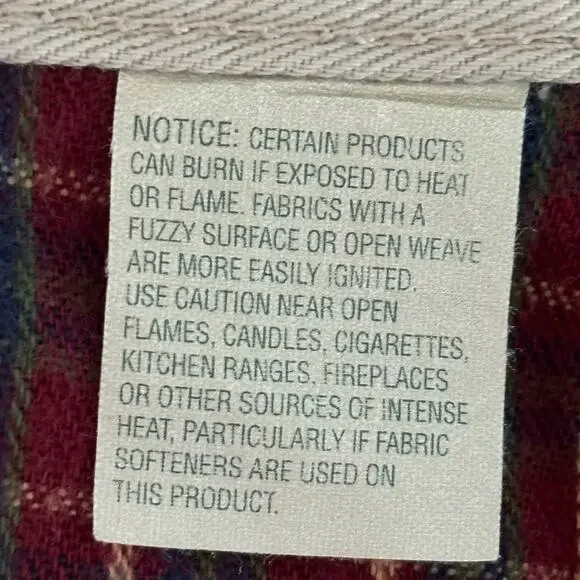 NOTICE: CERTAIN PRODUCTS
CAN BURN IF EXPOSED TO HEAT
OR FLAME. FABRICS WITH A
FUZZY SURFACE OR OPEN WEAVE
ARE MORE EASILY IGNITED.
USE CAUTION NEAR OPEN
FLAMES, CANDLES, CIGARETTES,
KITCHEN RANGES, FIREPLACES
OR OTHER SOURCES OF INTENSE
HEAT, PARTICULARLY IF FABRIC
SOFTENERS ARE USED ON
THIS PRODUCT.